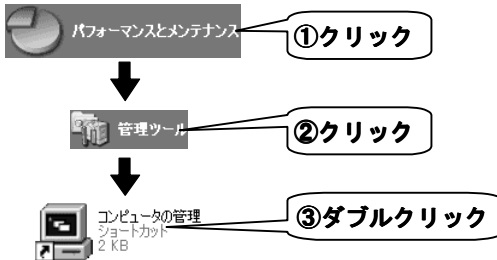 パフォーマンスとメンテナンス
①クリック
管理ツール
②クリック
コンピュータの管理
ショートカット
2 KB
③ダブルクリック